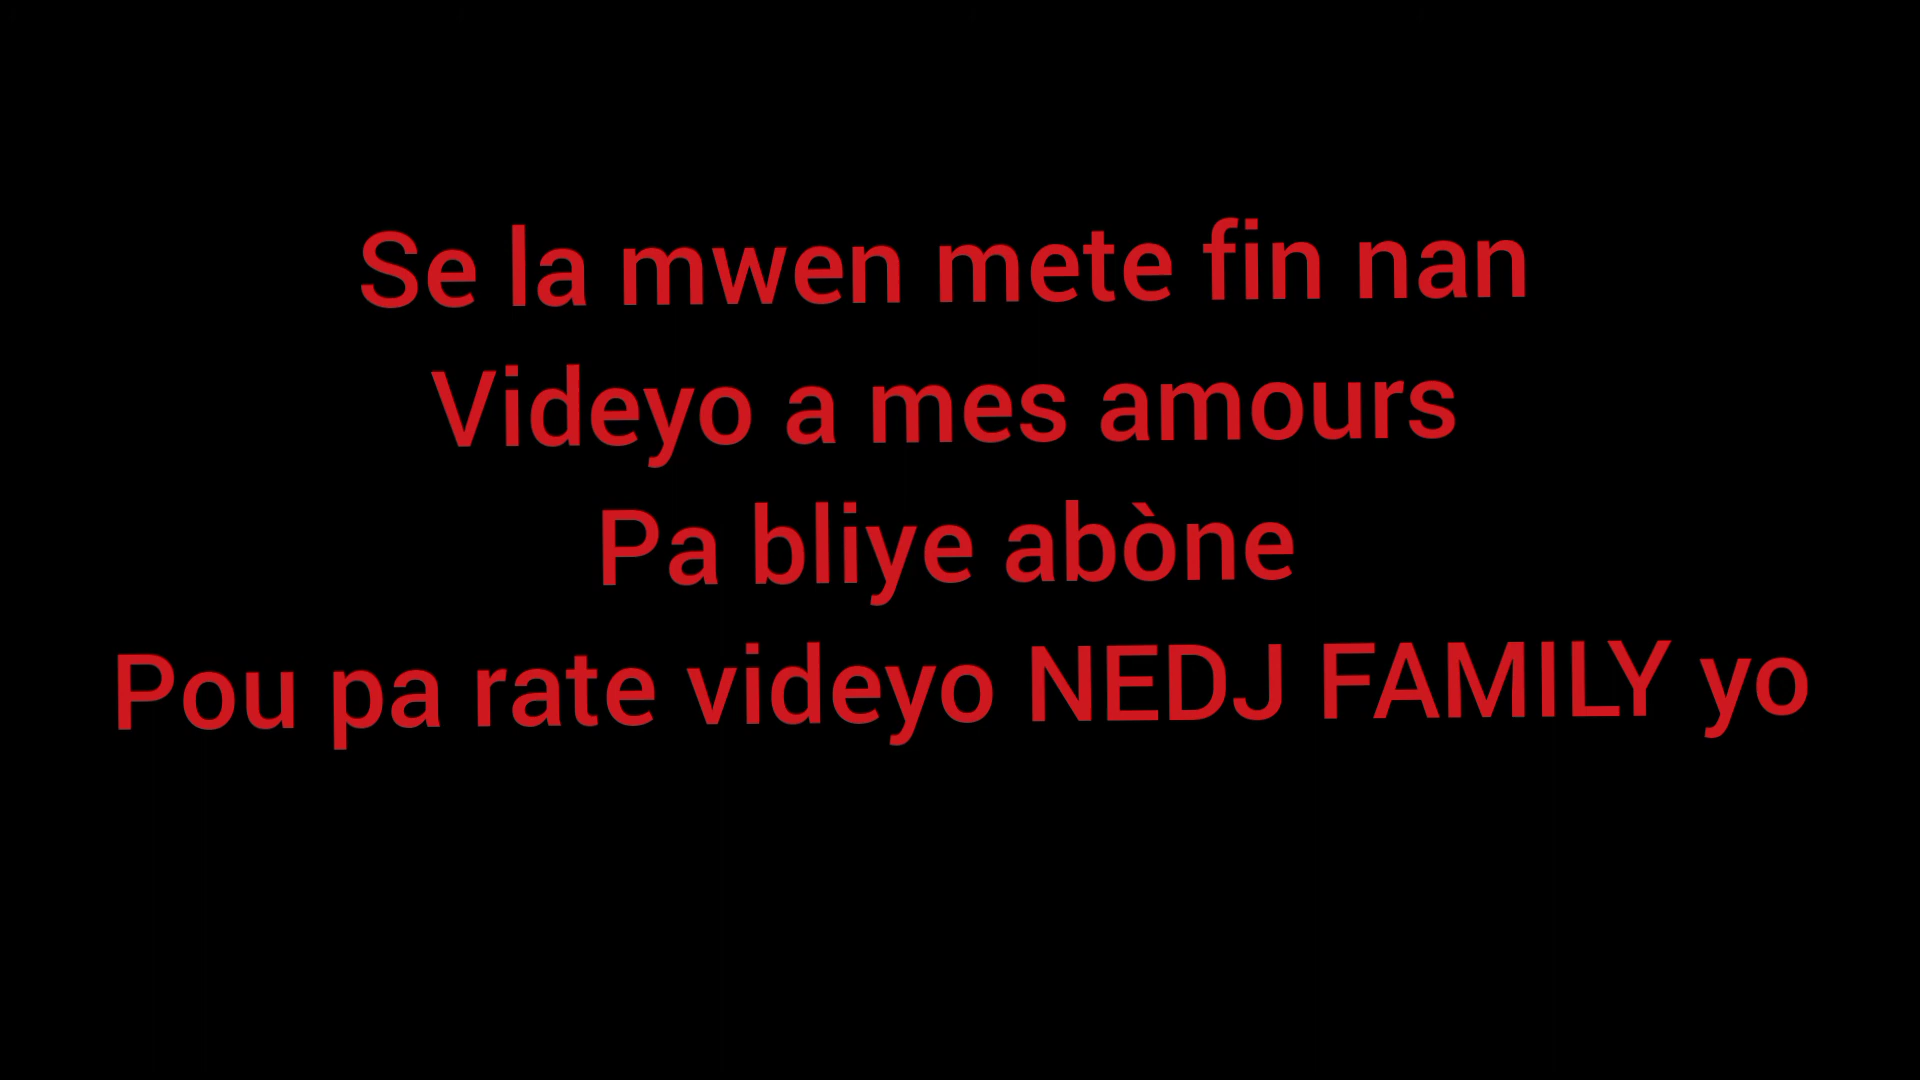 Se la mwen mete fin nan
Videyo a mes amours
Pa bliye abòne
Pou pa rate videyo NEDJ FAMILY yo